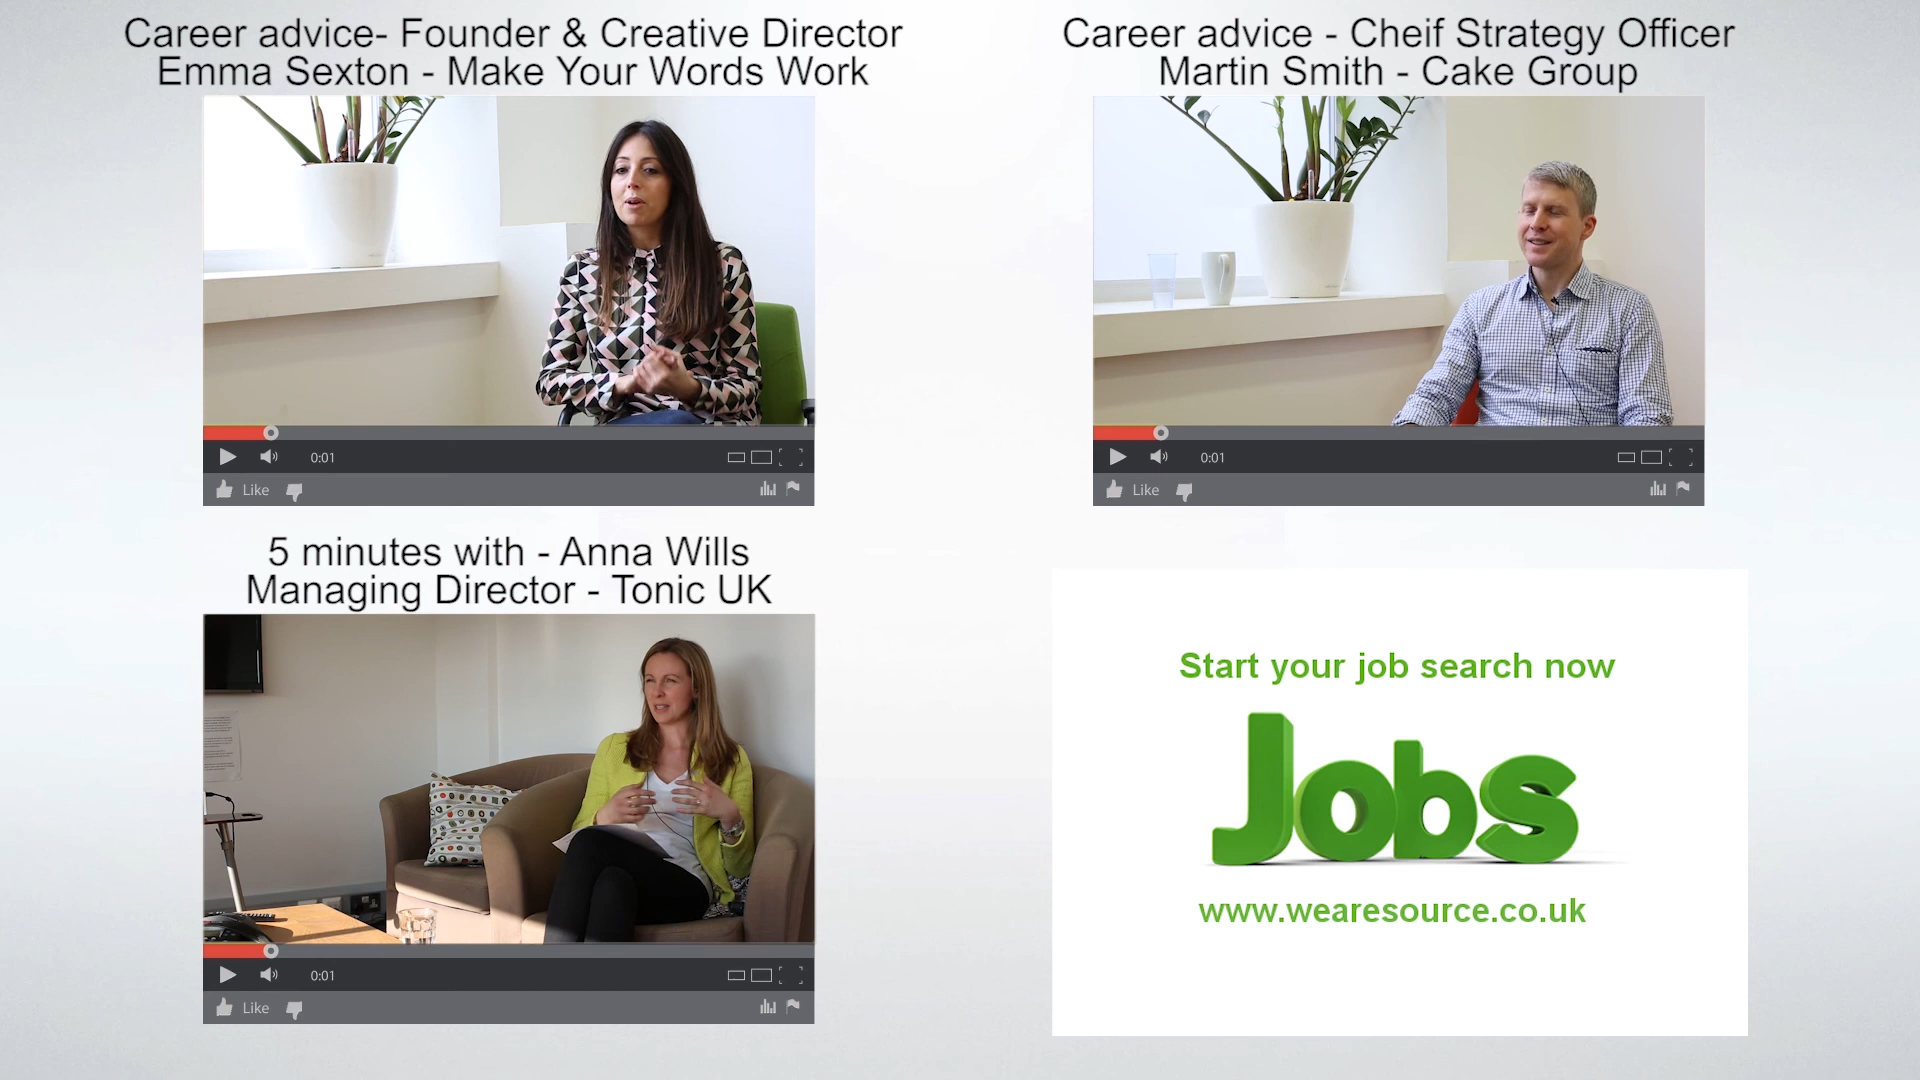 Career advice- Founder & Creative Director
Emma Sexton - Make Your Words Work
0:01
Like
Career advice - Cheif Strategy Officer
Martin Smith - Cake Group
0:01
Like
5 minutes with - Anna Wills
Managing Director - Tonic UK
0:01
Like
Start your job search now
Jobs
www.wearesource.co.uk